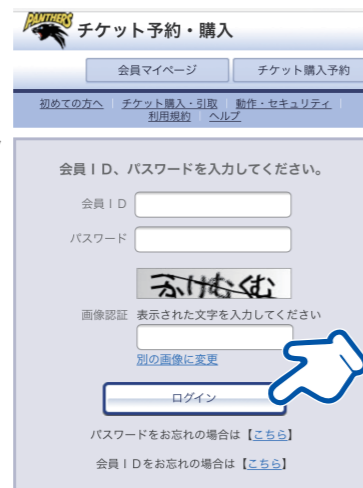 PANTHERS
チケット予約・購入
会員マイページ
チケット購入予約
初めての方へ｜チケット購入・引取｜動作・セキュリティ｜
利用規約｜ヘルプ
会員ＩＤ、パスワードを入力してください。
会員ＩＤ
パスワード
画像認証 表示された文字を入力してください
別の画像に変更
ログイン
パスワードをお忘れの場合は【こちら】
会員ＩＤをお忘れの場合は【こちら】